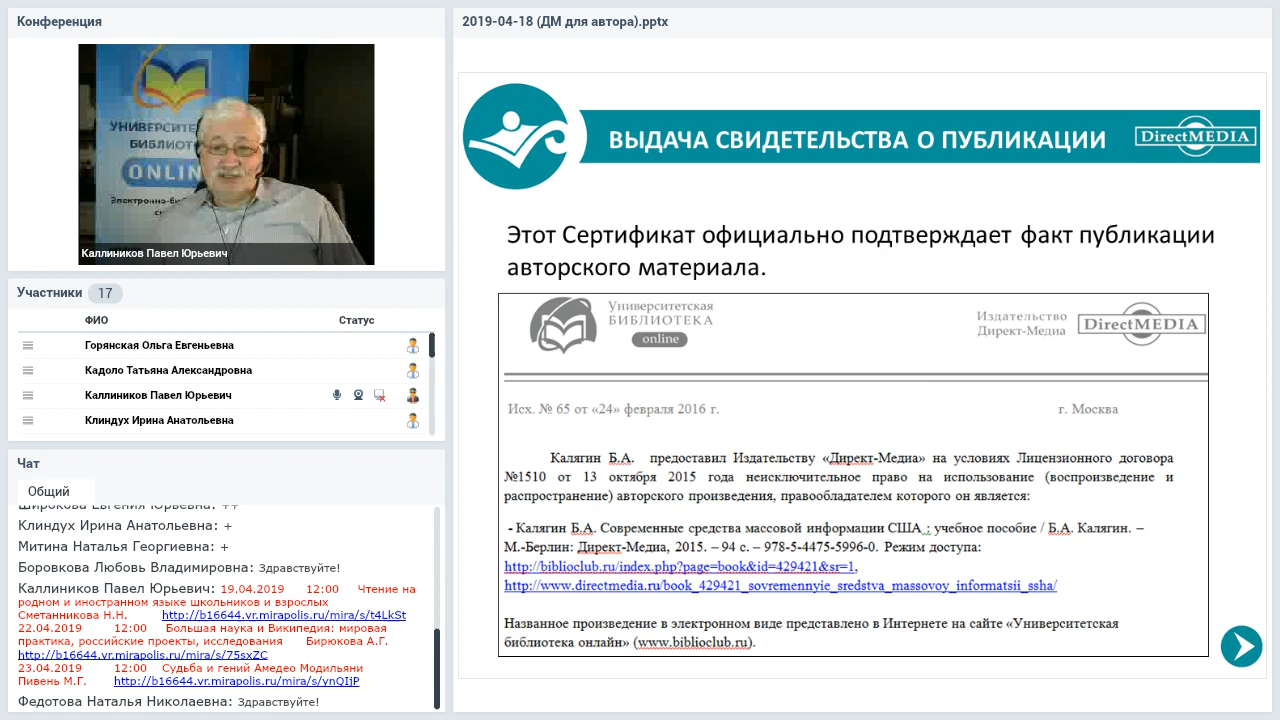 Конференция
УНИВЕРСИТЕ
БИБЛИОТ
ONLIN
Каллиников Павел Юрьевич
Участники 17
ФИО Статус
Горянская Ольга Евгеньевна
Кадоло Татьяна Александровна
Каллиников Павел Юрьевич
Клиндух Ирина Анатольевна
Чат
Общий
Широкова Евгения Юрьевна: ++
Клиндух Ирина Анатольевна: +
Митина Наталья Георгиевна: +
Боровкова Любовь Владимировна: Здравствуйте!
Каллиников Павел Юрьевич: 19.04.2019 12:00 Чтение на
родном и иностранном языке школьников и взрослых
Сметанникова Н.Н. http://b16644.vr.mirapolis.ru/mira/s/t4LkSt
22.04.2019 12:00 Большая наука и Википедия: мировая
практика, российские проекты, исследования Бирюкова А.Г.
http://b16644.vr.mirapolis.ru/mira/s/75sxZC
23.04.2019 12:00 Судьба и гений Амедео Модильяни
Пивень М.Г. http://b16644.vr.mirapolis.ru/mira/s/ynQIjP
Федотова Наталья Николаевна: Здравствуйте!
2019-04-18 (ДМ для автора).pptx
ВЫДАЧА СВИДЕТЕЛЬСТВА О ПУБЛИКАЦИИ
DirectMEDIA
Этот Сертификат официально подтверждает факт публикации
авторского материала.
Университетская
БИБЛИОТЕКА
online
Издательство
Директ-Медиа
DirectMEDIA
Исх. № 65 от «24» февраля 2016 г. г. Москва
Калягин Б.А. предоставил Издательству «Директ-Медиа» на условиях Лицензионного договора
№1510 от 13 октября 2015 года неисключительное право на использование (воспроизведение и
распространение) авторского произведения, правообладателем которого он является:
- Калягин Б.А. Современные средства массовой информации США : учебное пособие / Б.А. Калягин. –
М.-Берлин: Директ-Медиа, 2015. – 94 с. – 978-5-4475-5996-0. Режим доступа:
http://biblioclub.ru/index.php?page=book&id=429421&sr=1,
http://www.directmedia.ru/book_429421_sovremennyie_sredstva_massovoy_informatsii_ssha/
Названное произведение в электронном виде представлено в Интернете на сайте «Университетская
библиотека онлайн» (www.biblioclub.ru).